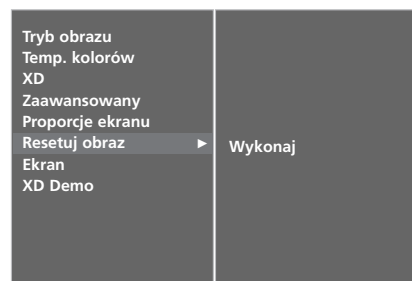 Tryb obrazu
Temp. kolorów
XD
Zaawansowany
Proporcje ekranu
Resetuj obraz ► Wykonaj
Ekran
XD Demo